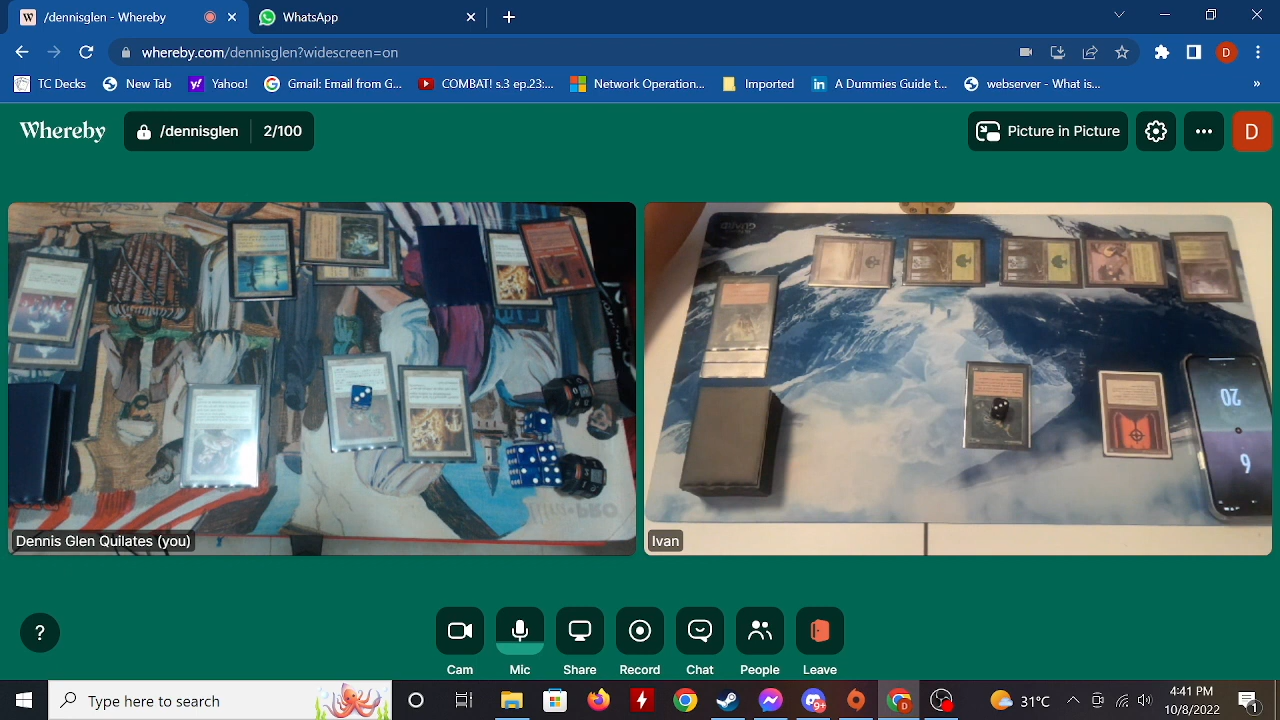 /dennisglen - Whereby
WhatsApp
whereby.com/dennisglen?widescreen=on
D
TC Decks
New Tab
Yahoo!
Gmail: Email from G...
COMBAT! s.3 ep.23:...
Network Operation...
Imported
A Dummies Guide t...
webserver - What is...
»
Whereby
/dennisglen
2/100
Picture in Picture
D
20
6
Dennis Glen Quilates (you)
Ivan
?
Cam
Mic
Share
Record
Chat
People
Leave
Type here to search
9+
D
31°C
4:41 PM
10/8/2022
1